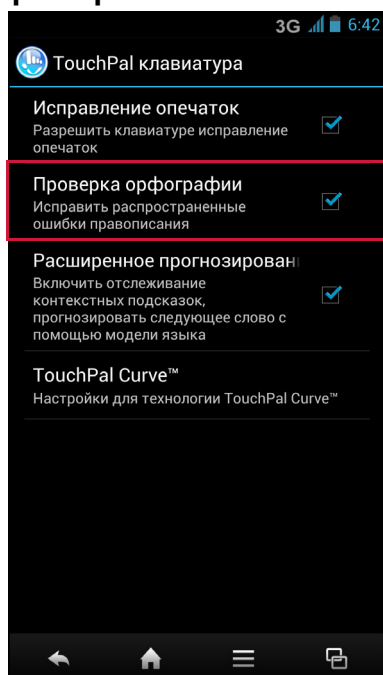 3G 6:42
TouchPal клавиатура
Исправление опечаток
Разрешить клавиатуре исправление
опечаток
Проверка орфографии
Исправить распространенные
ошибки правописания
Расширенное прогнозировани
Включить отслеживание
контекстных подсказок,
прогнозировать следующее слово с
помощью модели языка
TouchPal Curve™
Настройки для технологии TouchPal Curve™